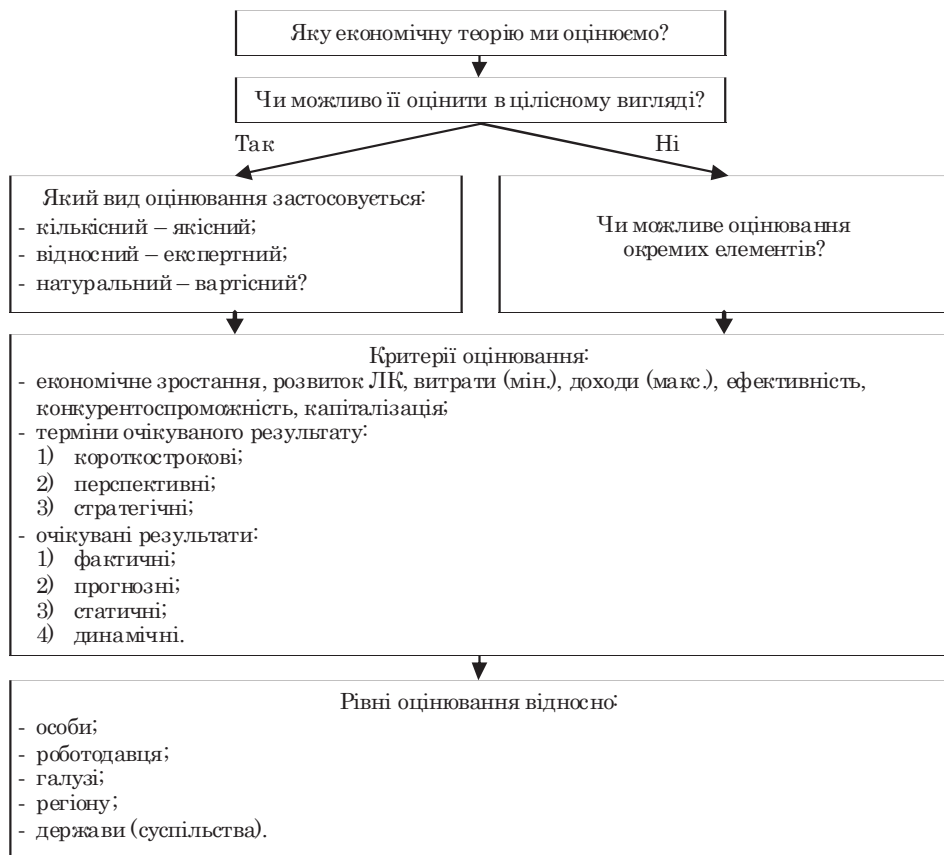 Яку економічну теорію ми оцінюємо?
Чи можливо її оцінити в цілісному вигляді?
Так
Ні
Який вид оцінювання застосовується:
- кількісний – якісний;
- відносний – експертний;
- натуральний – вартісний?
Чи можливе оцінювання
окремих елементів?
Критерії оцінювання:
- економічне зростання, розвиток ЛК, витрати (мін.), доходи (макс.), ефективність,
конкурентоспроможність, капіталізація;
- терміни очікуваного результату:
1) короткострокові;
2) перспективні;
3) стратегічні;
- очікувані результати:
1) фактичні;
2) прогнозні;
3) статичні;
4) динамічні.
Рівні оцінювання відносно:
- особи;
- роботодавця;
- галузі;
- регіону;
- держави (суспільства).